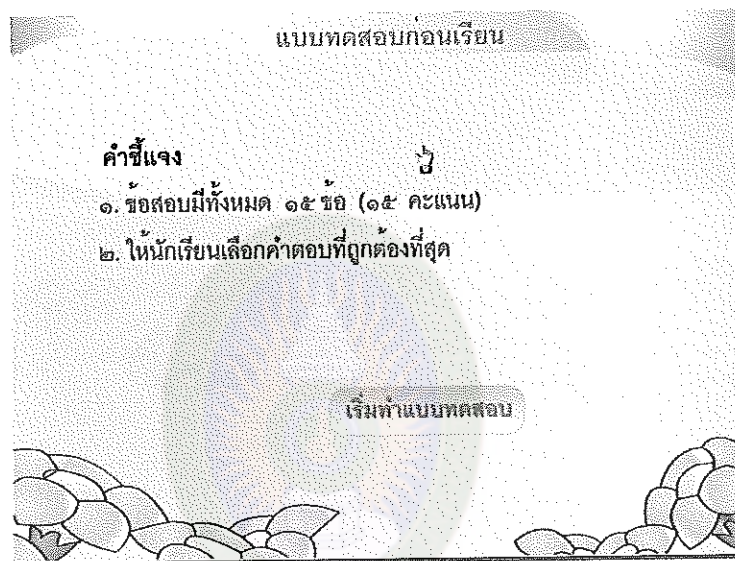 แบบทดสอบก่อนเรียน
คำชี้แจง
๑. ข้อสอบมีทั้งหมด ๑๕ ข้อ (๑๕ คะแนน)
๒. ให้นักเรียนเลือกคำตอบที่ถูกต้องที่สุด
เริ่มทำแบบทดสอบ